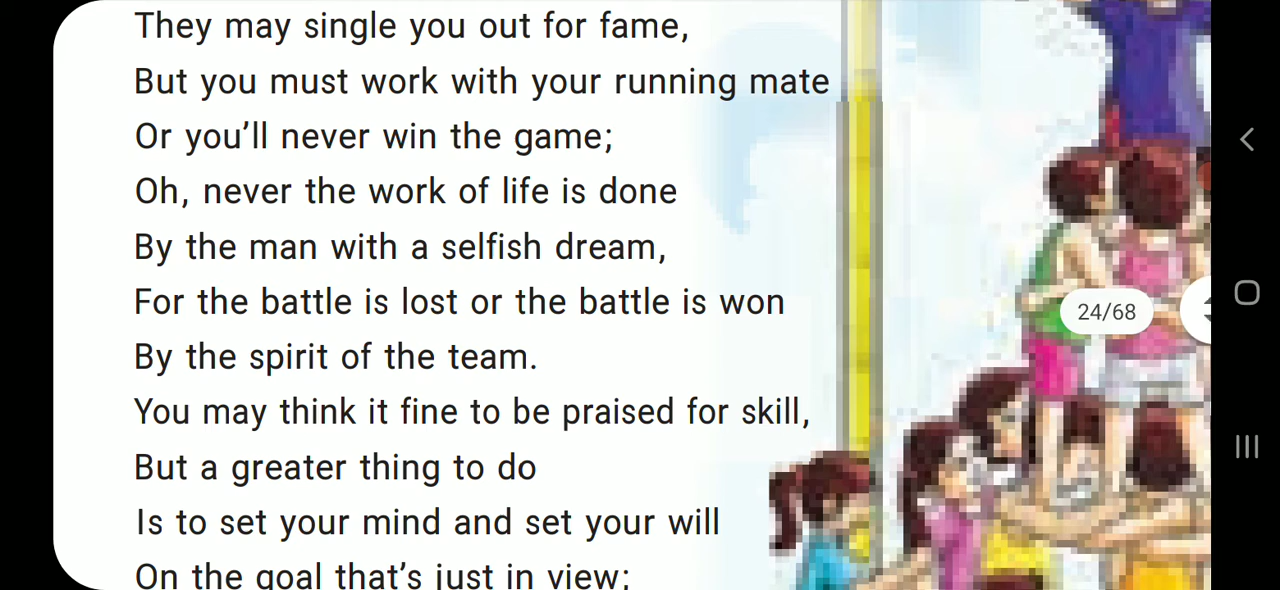 They may single you out for fame,
But you must work with your running mate
Or you’ll never win the game;
Oh, never the work of life is done
By the man with a selfish dream,
For the battle is lost or the battle is won
By the spirit of the team.
You may think it fine to be praised for skill,
But a greater thing to do
Is to set your mind and set your will
On the goal that’s just in view;
24/68